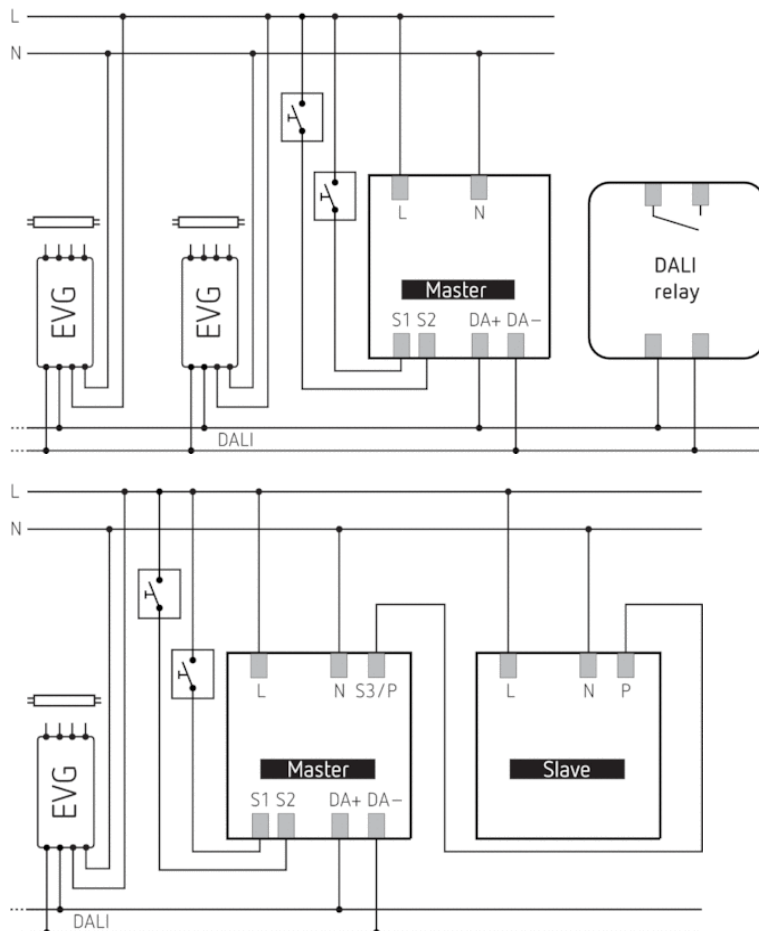 L
N
EVG
EVG
L N
Master
S1 S2 DA+ DA−
DALI
relay
DALI
L
N
EVG
L N S3/P
Master
S1 S2 DA+ DA−
L N P
Slave
DALI